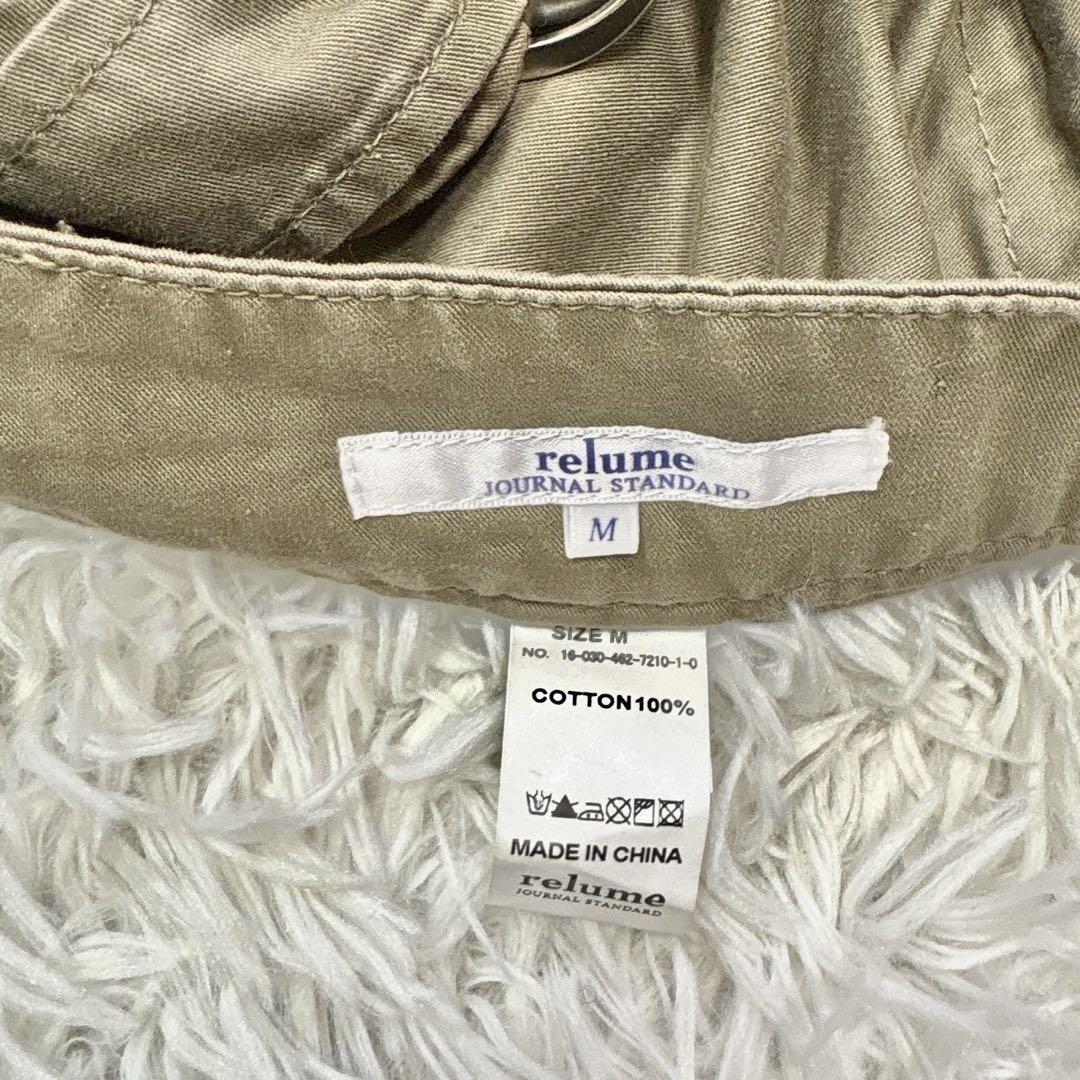 relume
JOURNAL STANDARD
M
SIZE M
NO. 16-030-462-7210-1-0
COTTON100%
MADE IN CHINA
relume
JOURNAL STANDARD